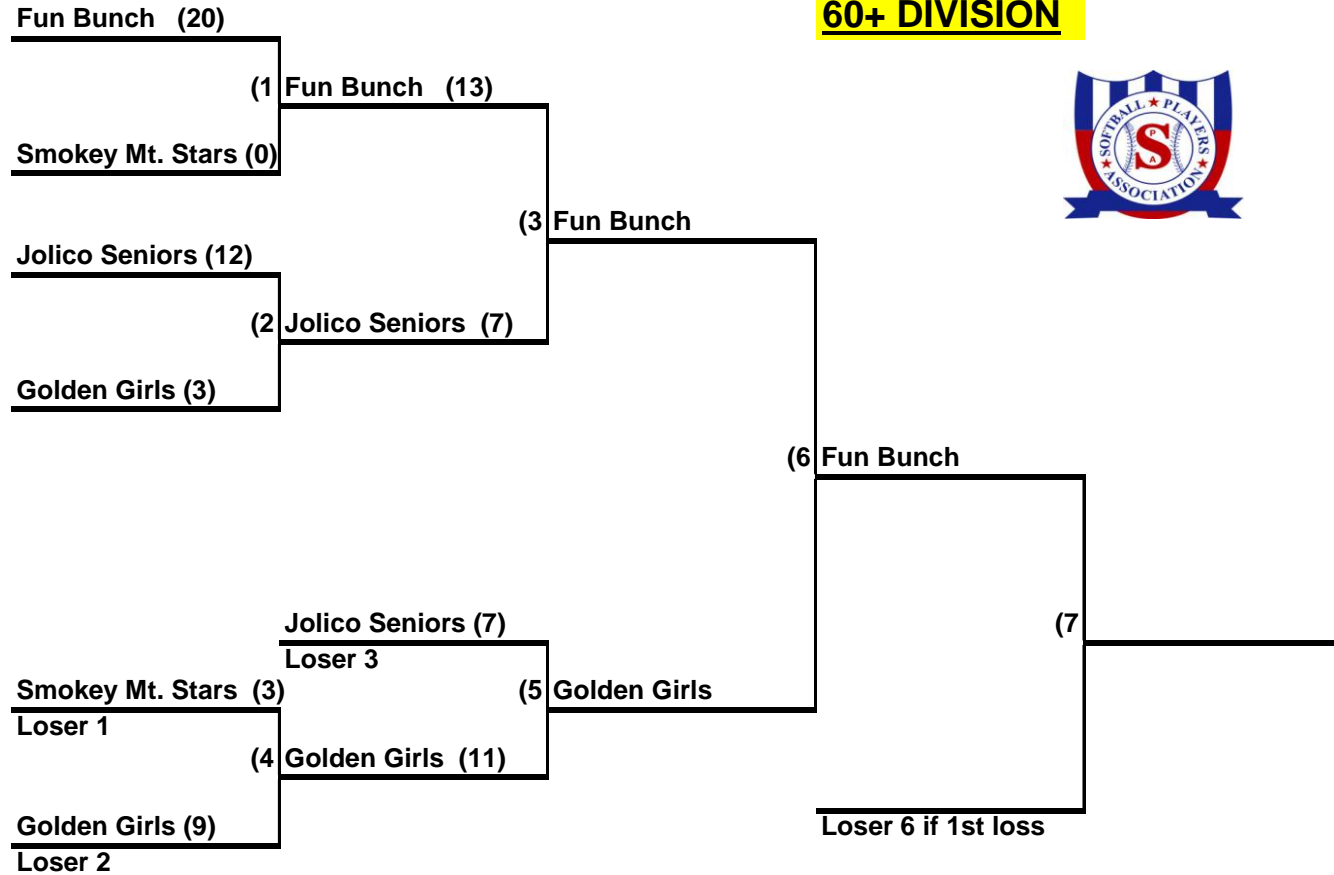 Fun Bunch (20)
60+ DIVISION
(1 Fun Bunch (13)
SOFTBALL ★ PLAYERS
ASSOCIATION
S
P
A
Smokey Mt. Stars (0)
(3 Fun Bunch
Jolico Seniors (12)
(2 Jolico Seniors (7)
Golden Girls (3)
(6 Fun Bunch
Jolico Seniors (7)
(7
Loser 3
Smokey Mt. Stars (3)
(5 Golden Girls
Loser 1
(4 Golden Girls (11)
Golden Girls (9)
Loser 6 if 1st loss
Loser 2